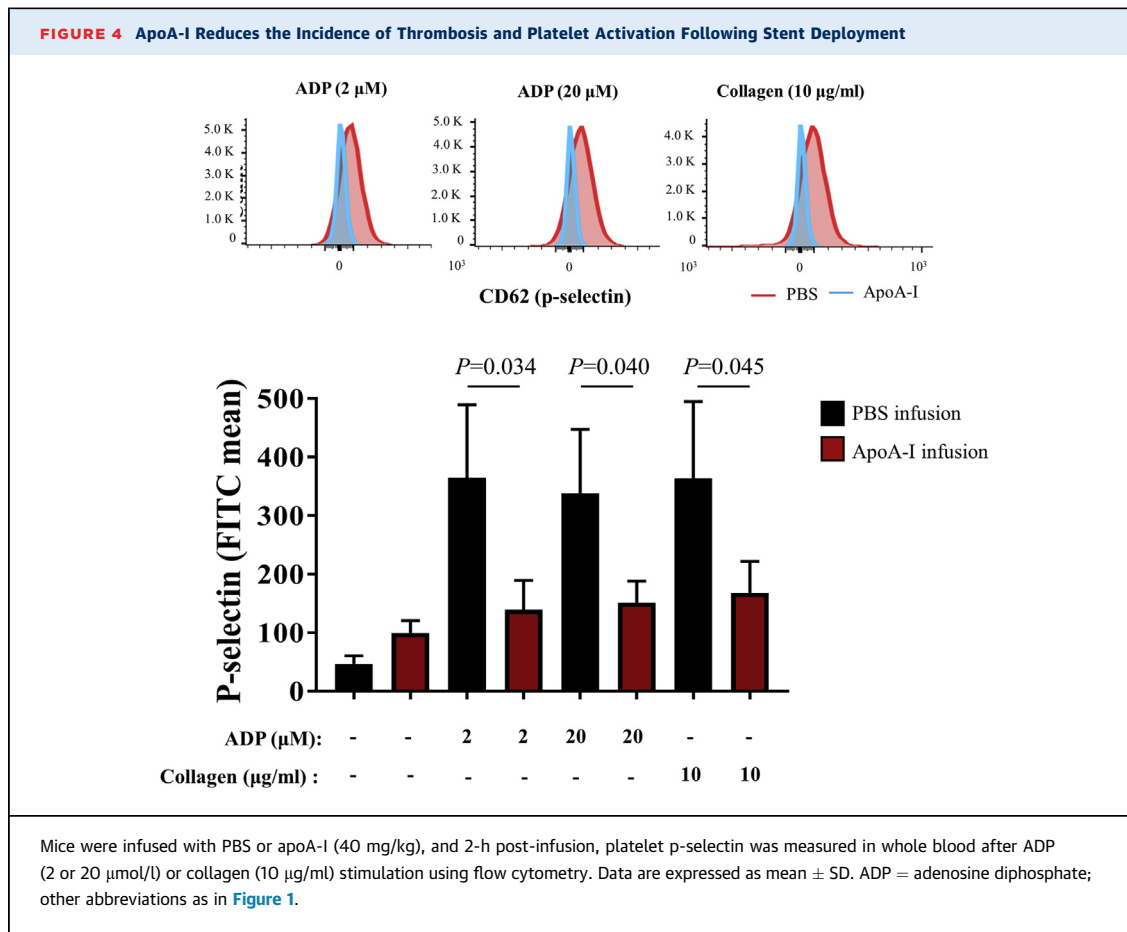 FIGURE 4 ApoA-I Reduces the Incidence of Thrombosis and Platelet Activation Following Stent Deployment
ADP (2 µM) ADP (20 µM) Collagen (10 µg/ml)
5.0 K
4.0 K
3.0 K
2.0 K
1.0 K
0
0 10³
5.0 K
4.0 K
3.0 K
2.0 K
1.0 K
0
0 10³
4.0 K
3.0 K
2.0 K
1.0 K
0
0 10³
CD62 (p-selectin)
PBS ApoA-I
P=0.034 P=0.040 P=0.045
P-selectin (FITC mean)
500
400
300
200
100
0
PBS infusion
ApoA-I infusion
ADP (µM): - - 2 2 20 20 - -
Collagen (µg/ml) : - - - - - - 10 10
Mice were infused with PBS or apoA-I (40 mg/kg), and 2-h post-infusion, platelet p-selectin was measured in whole blood after ADP
(2 or 20 µmol/l) or collagen (10 µg/ml) stimulation using flow cytometry. Data are expressed as mean ± SD. ADP = adenosine diphosphate;
other abbreviations as in Figure 1.